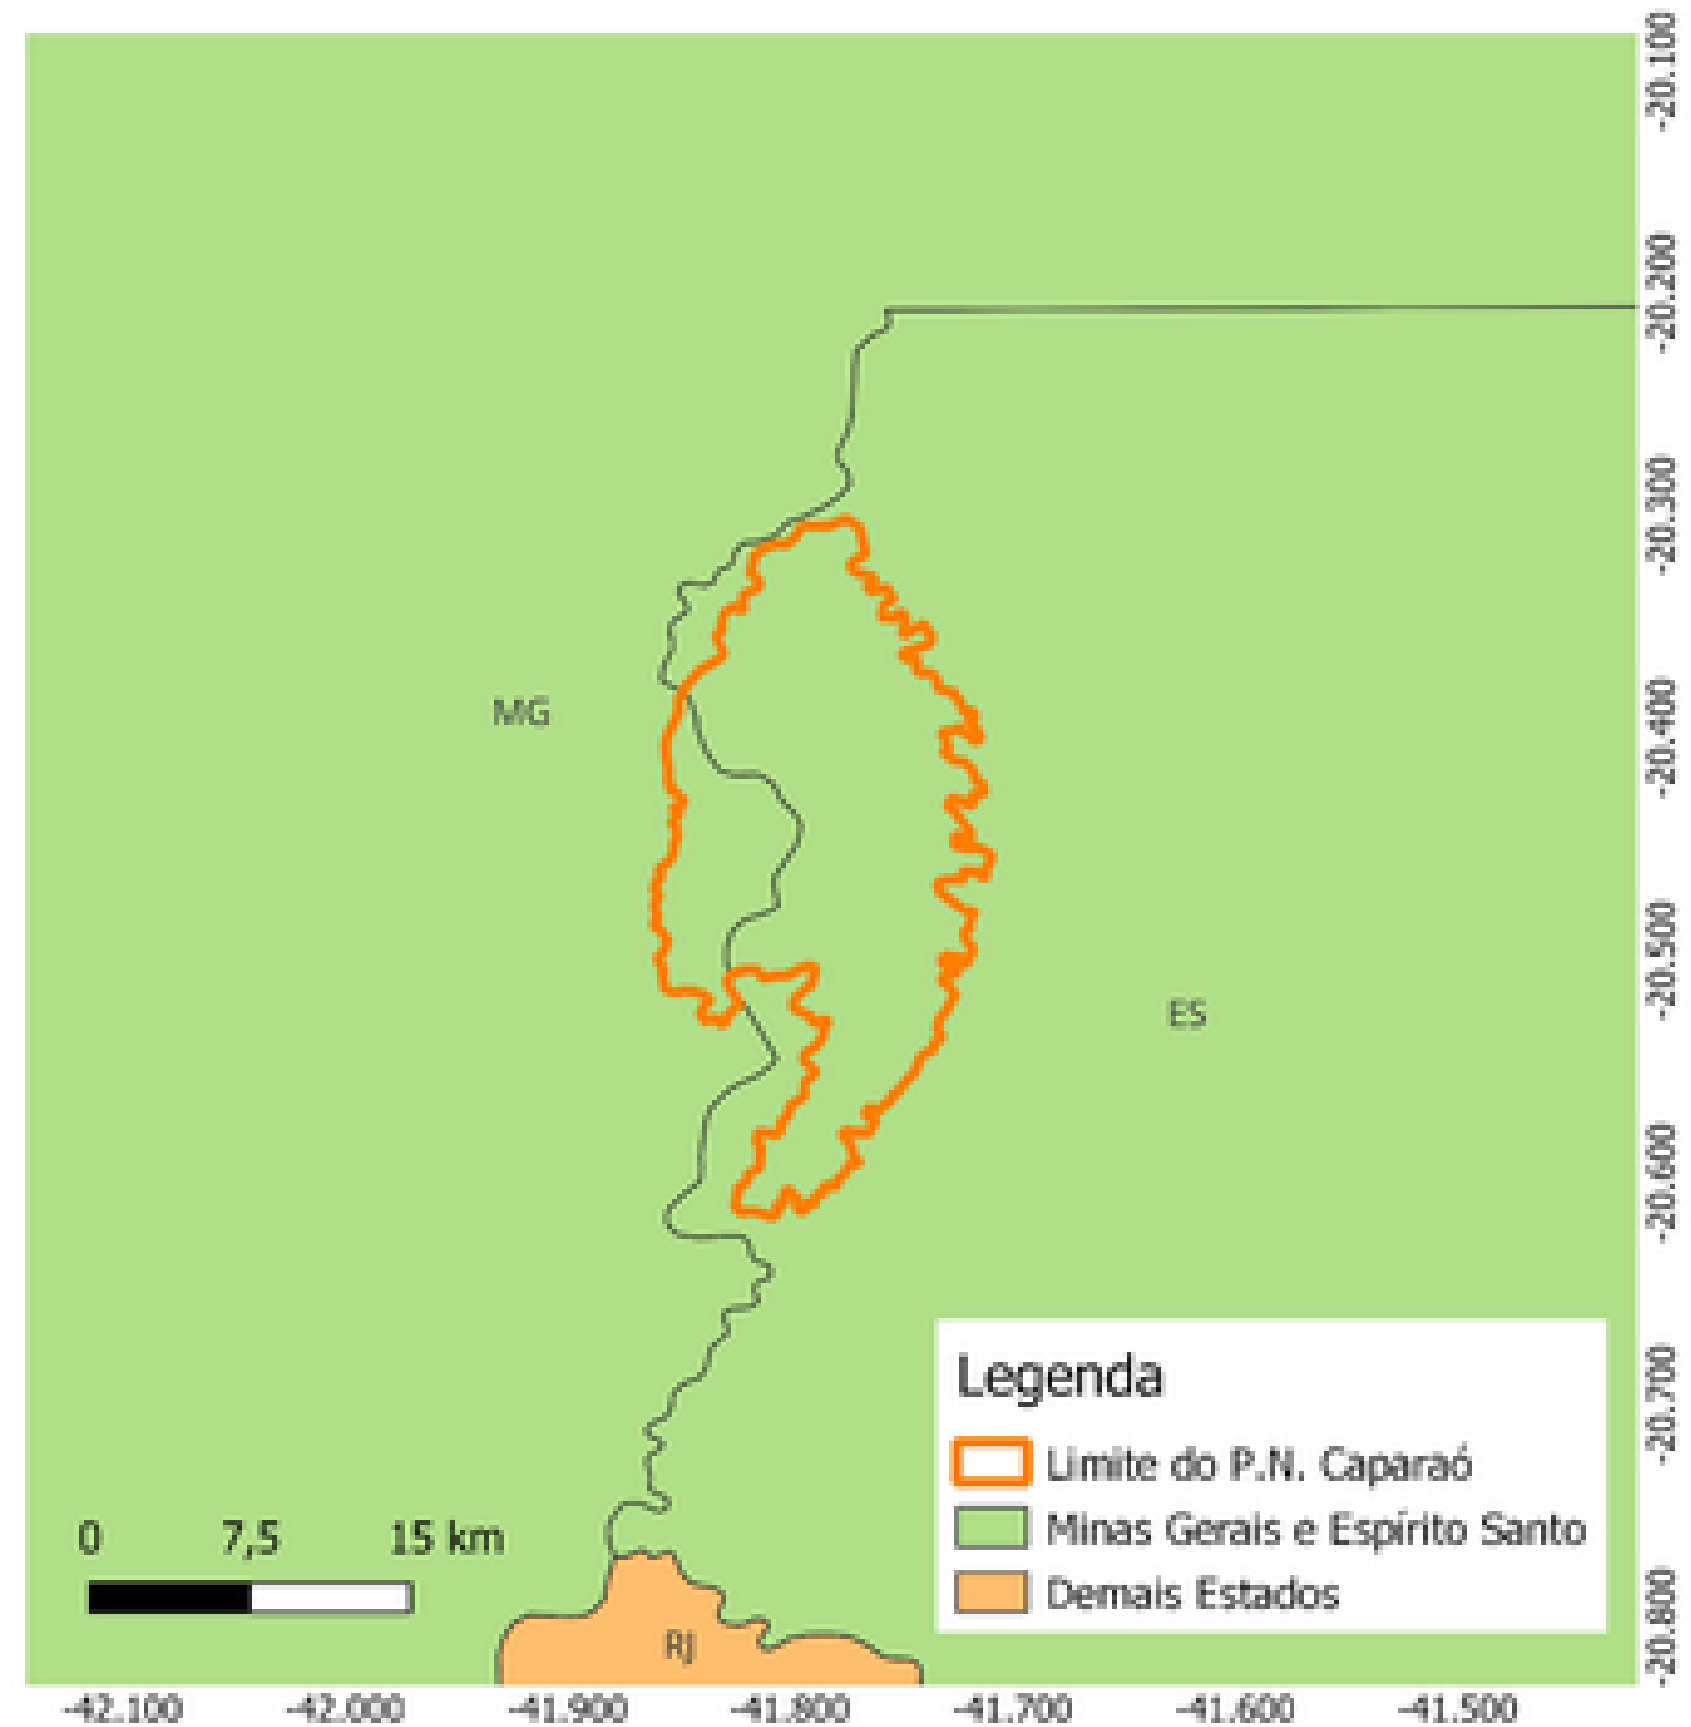 -20.100
-20.200
-20.300
MG
-20.400
-20.500
ES
-20.600
Legenda
-20.700
Limite do P.N. Caparaó
Minas Gerais e Espírito Santo
0 7,5 15 km
Demais Estados
-20.800
RJ
-42.100 -42.000 -41.900 -41.800 -41.700 -41.600 -41.500